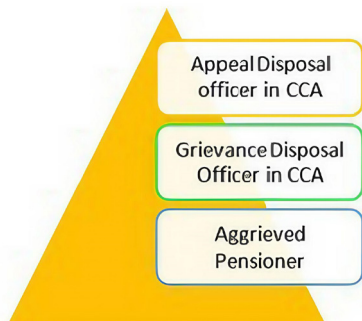 Appeal Disposal
officer in CCA
Grievance Disposal
Officer in CCA
Aggrieved
Pensioner